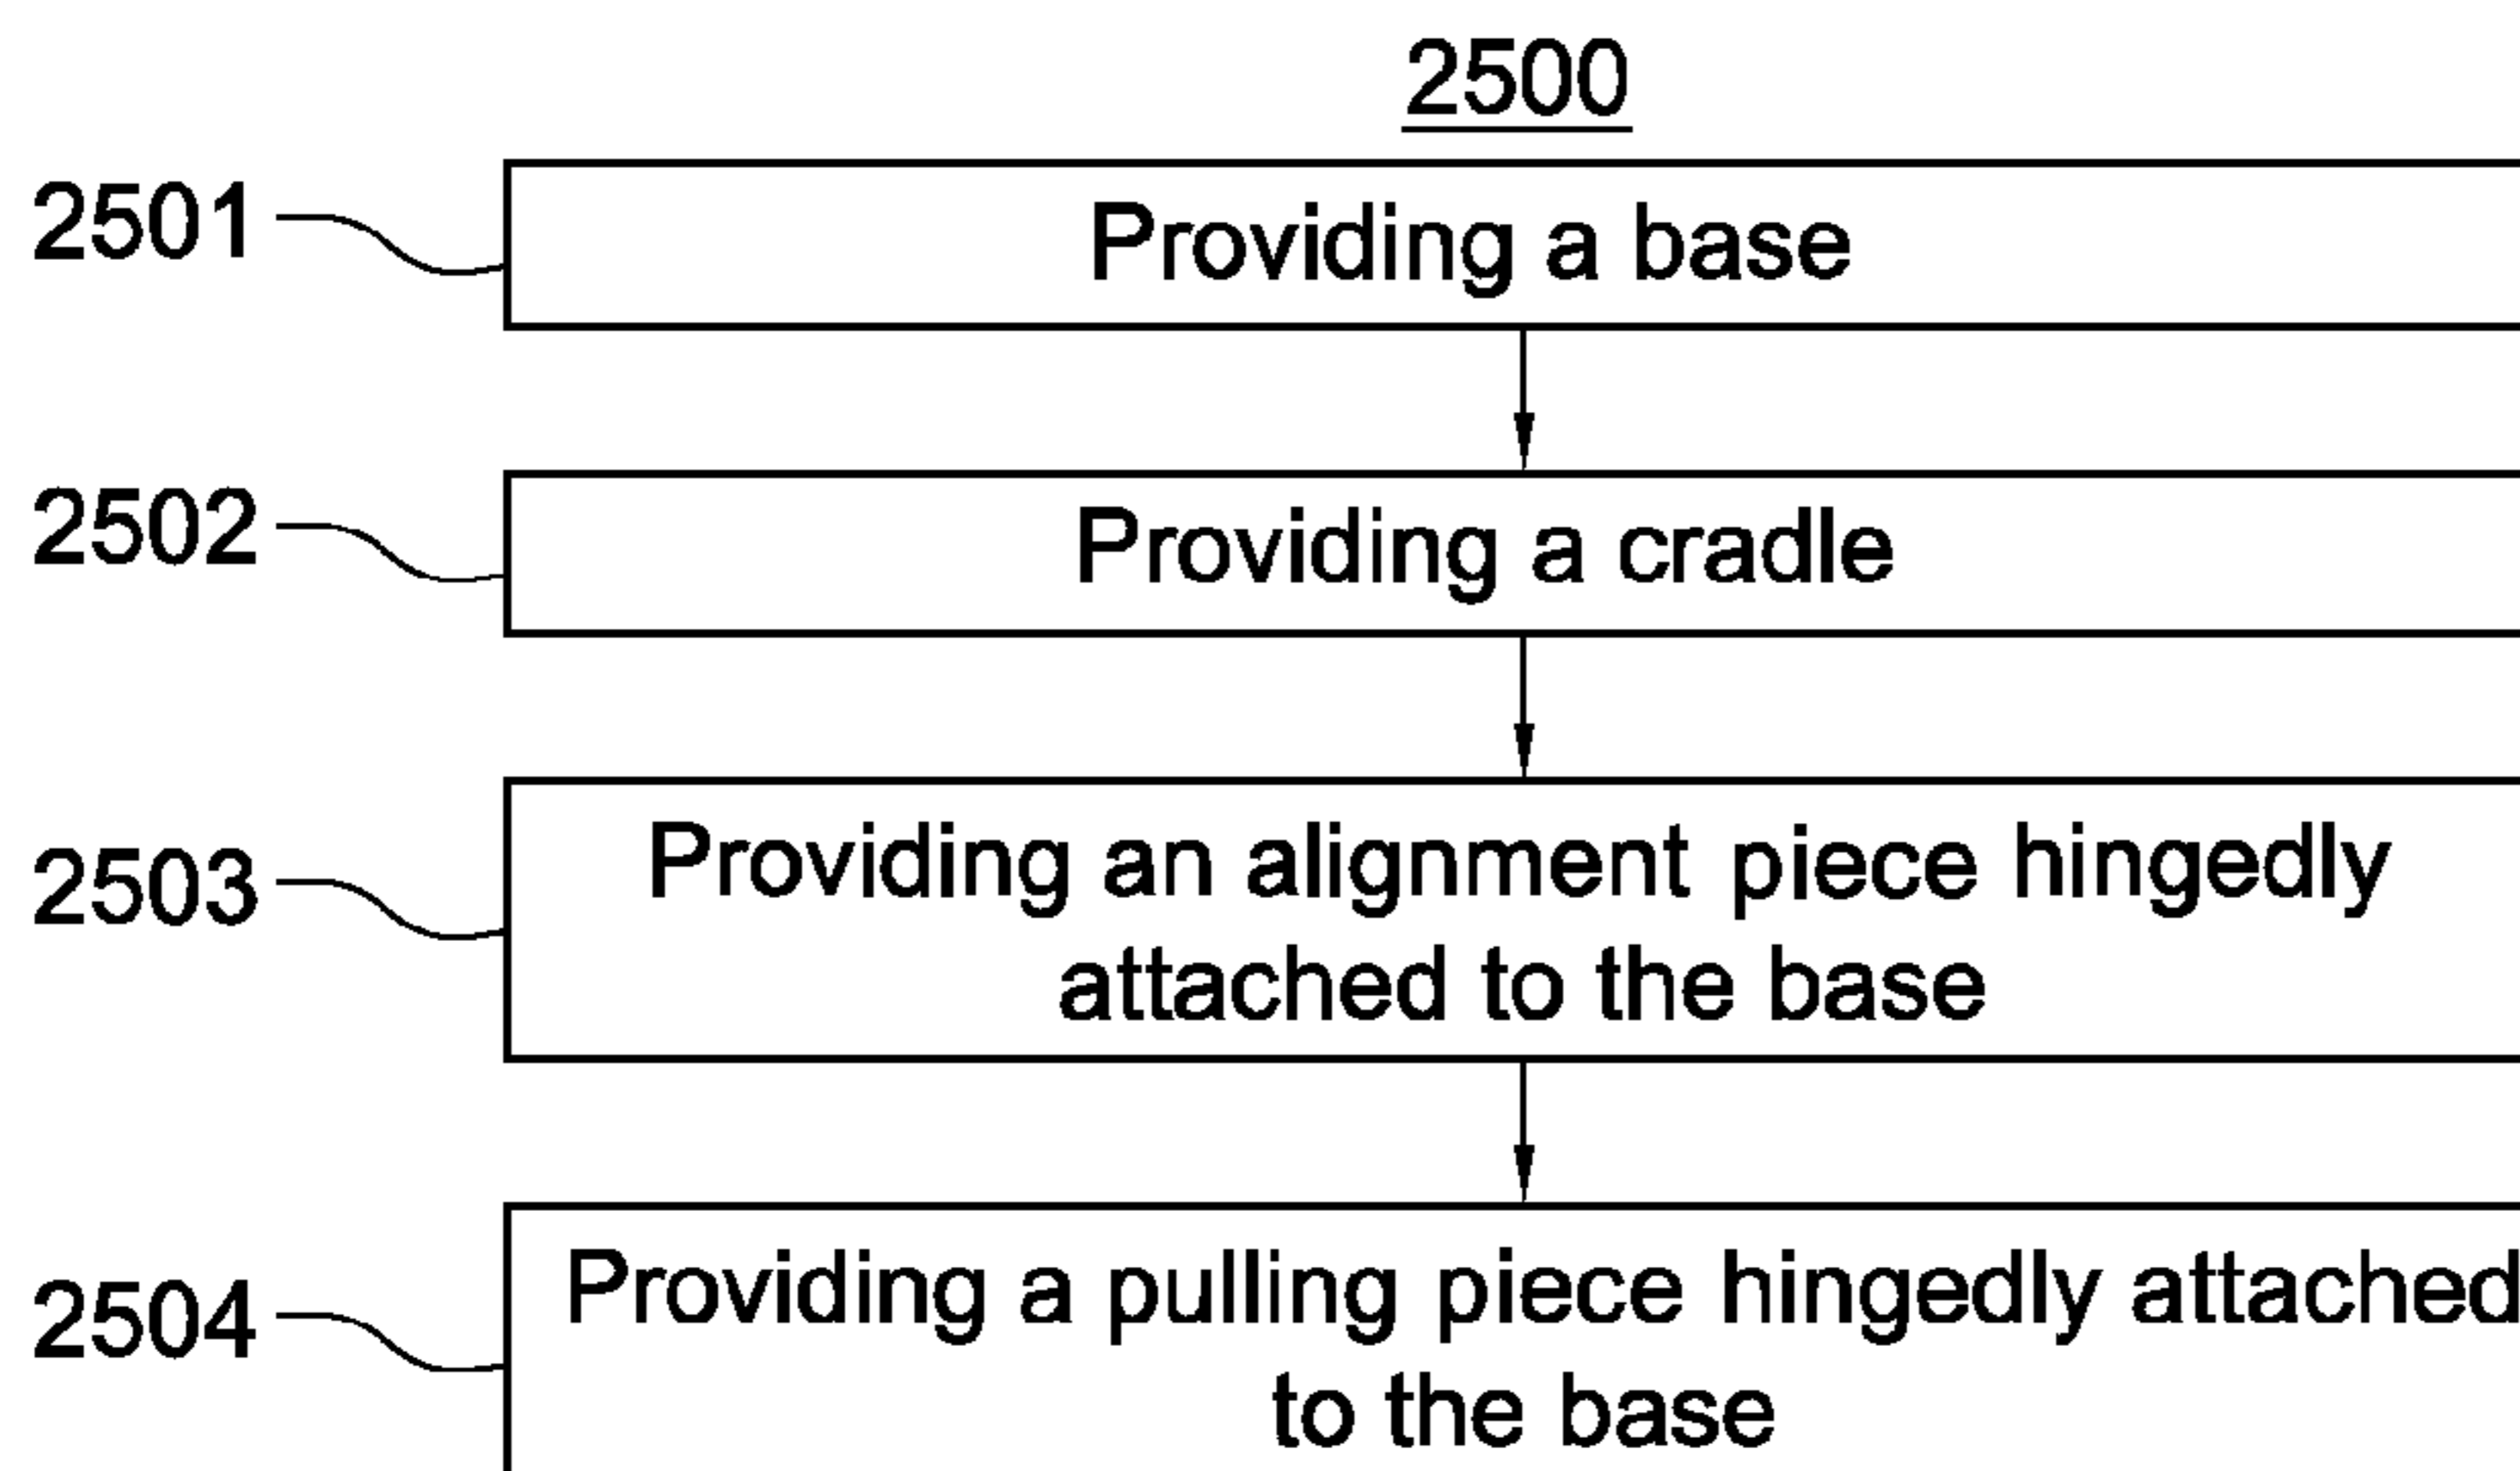 2500
2501
Providing a base
2502
Providing a cradle
2503
Providing an alignment piece hingedly
attached to the base
2504
Providing a pulling piece hingedly attached
to the base